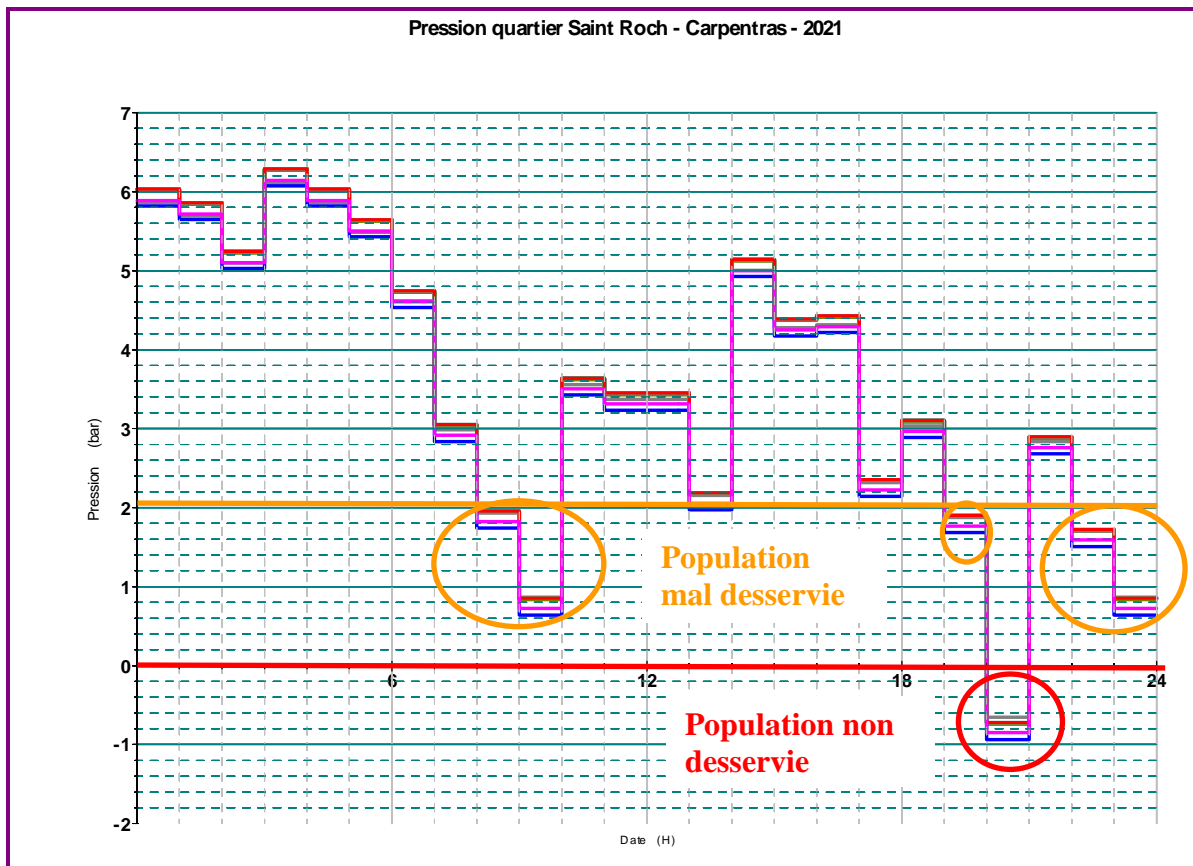 Pression quartier Saint Roch - Carpentras - 2021
7
6
5
4
3
2
1
0
-1
-2
Pression (bar)
Population
mal desservie
6
12
18
24
Population non
desservie
Date (H)